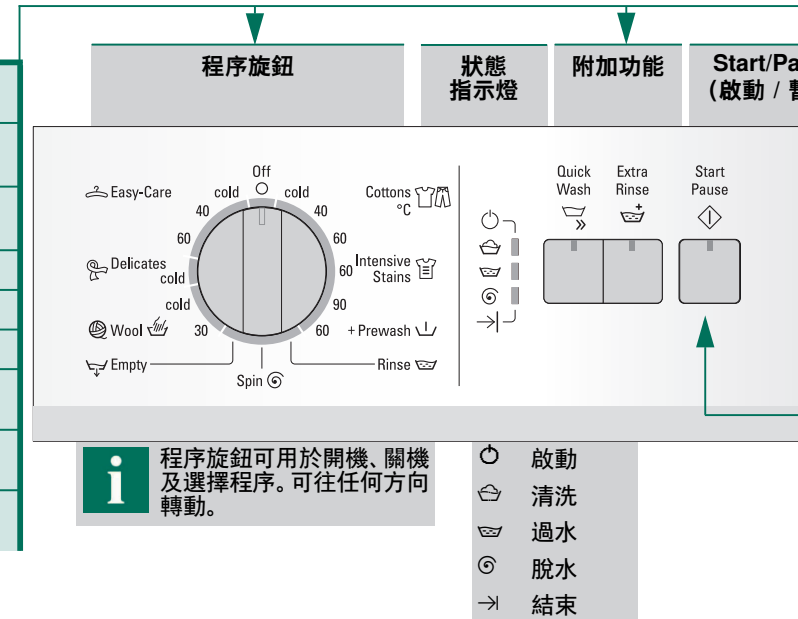 程序旋鈕
狀態
指示燈
附加功能
Start/Pa
(啟動 / 暫
Off
cold
cold
40
40
60
60
cold
60
cold
90
30
60
Easy-Care
Delicates
Wool
Empty
Spin
Cottons
°C
Intensive
Stains
+ Prewash
Rinse
Quick
Wash
Extra
Rinse
Start
Pause
i
程序旋鈕可用於開機、關機
及選擇程序。可往任何方向
轉動。
啟動
清洗
過水
脫水
結束